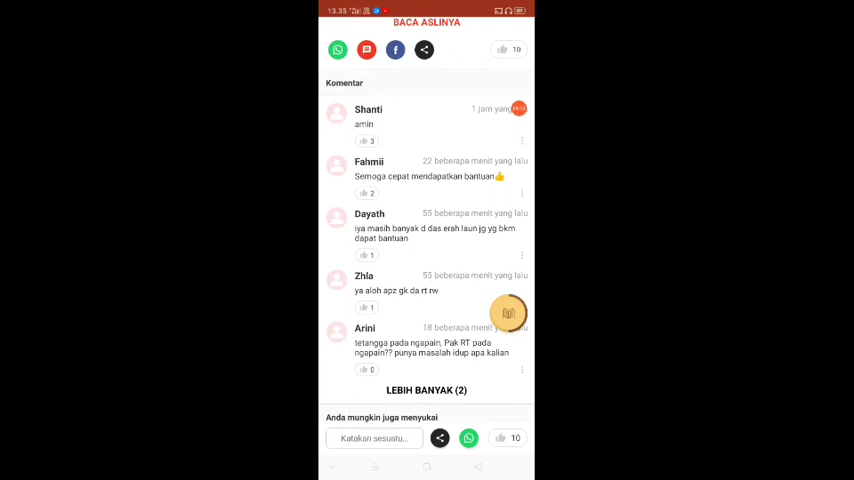 13.35
BACA ASLINYA
10
Komentar
Shanti
1 jam yang
amin
3
Fahmii
22 beberapa menit yang lalu
Semoga cepat mendapatkan bantuan👍
2
Dayath
55 beberapa menit yang lalu
iya masih banyak d das erah laun jg yg bkm
dapat bantuan
1
Zhla
55 beberapa menit yang lalu
ya aloh apz gk da rt rw
1
Arini
18 beberapa menit lalu
tetangga pada ngapain, Pak RT pada
ngapain?? punya masalah idup apa kalian
0
LEBIH BANYAK (2)
Anda mungkin juga menyukai
Katakan sesuatu...
10